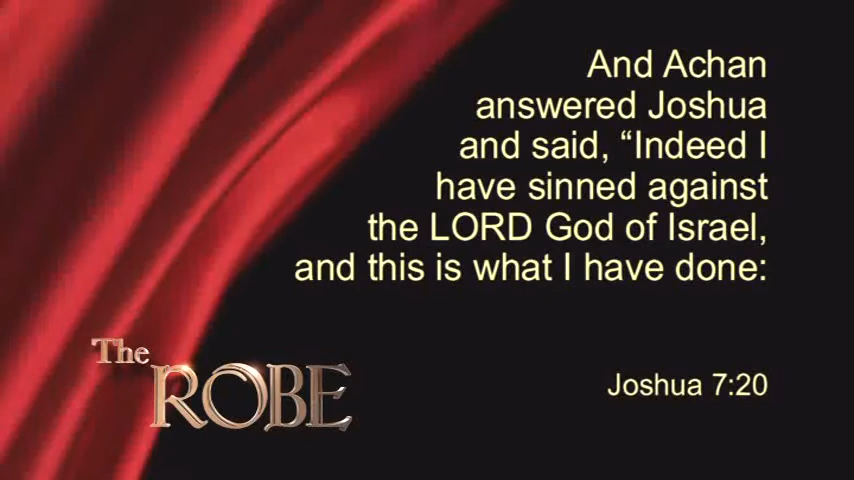 And Achan
answered Joshua
and said, “Indeed I
have sinned against
the LORD God of Israel,
and this is what I have done:
Joshua 7:20
The
ROBE